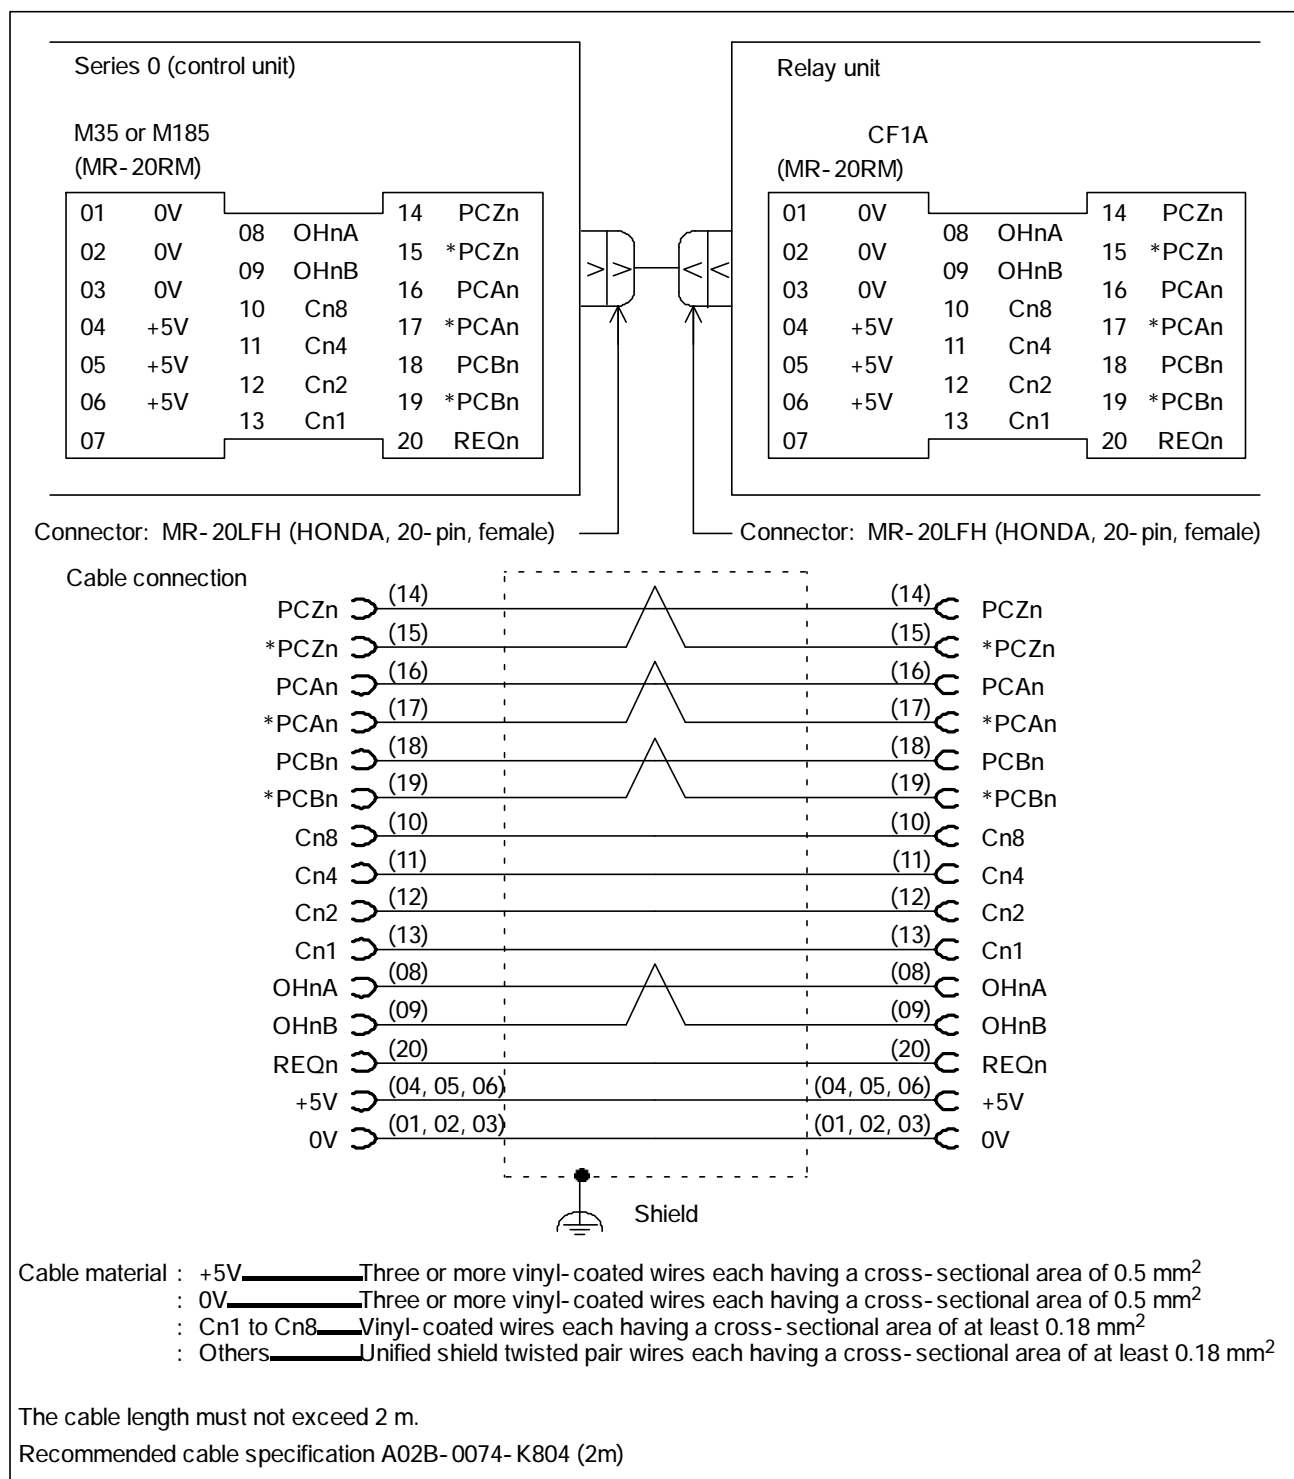 Series 0 (control unit)
M35 or M185
(MR-20RM)
01 0V
02 0V
03 0V
04 +5V
05 +5V
06 +5V
07
08 OHnA
09 OHnB
10 Cn8
11 Cn4
12 Cn2
13 Cn1
14 PCZn
15 *PCZn
16 PCAn
17 *PCAn
18 PCBn
19 *PCBn
20 REQn
Relay unit
CF1A
(MR-20RM)
01 0V
02 0V
03 0V
04 +5V
05 +5V
06 +5V
07
08 OHnA
09 OHnB
10 Cn8
11 Cn4
12 Cn2
13 Cn1
14 PCZn
15 *PCZn
16 PCAn
17 *PCAn
18 PCBn
19 *PCBn
20 REQn
Connector: MR-20LFH (HONDA, 20-pin, female)
Connector: MR-20LFH (HONDA, 20-pin, female)
Cable connection
PCZn (14) (14) PCZn
*PCZn (15) (15) *PCZn
PCAn (16) (16) PCAn
*PCAn (17) (17) *PCAn
PCBn (18) (18) PCBn
*PCBn (19) (19) *PCBn
Cn8 (10) (10) Cn8
Cn4 (11) (11) Cn4
Cn2 (12) (12) Cn2
Cn1 (13) (13) Cn1
OHnA (08) (08) OHnA
OHnB (09) (09) OHnB
REQn (20) (20) REQn
+5V (04, 05, 06) (04, 05, 06) +5V
0V (01, 02, 03) (01, 02, 03) 0V
Shield
Cable material : +5V Three or more vinyl-coated wires each having a cross-sectional area of 0.5 mm²
: 0V Three or more vinyl-coated wires each having a cross-sectional area of 0.5 mm²
: Cn1 to Cn8 Vinyl-coated wires each having a cross-sectional area of at least 0.18 mm²
: Others Unified shield twisted pair wires each having a cross-sectional area of at least 0.18 mm²
The cable length must not exceed 2 m.
Recommended cable specification A02B-0074-K804 (2m)